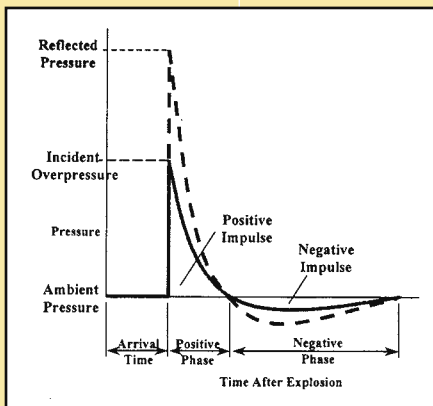 Reflected
Pressure
Incident
Overpressure
Pressure
Positive
Impulse
Negative
Impulse
Ambient
Pressure
Arrival
Time
Positive
Phase
Negative
Phase
Time After Explosion